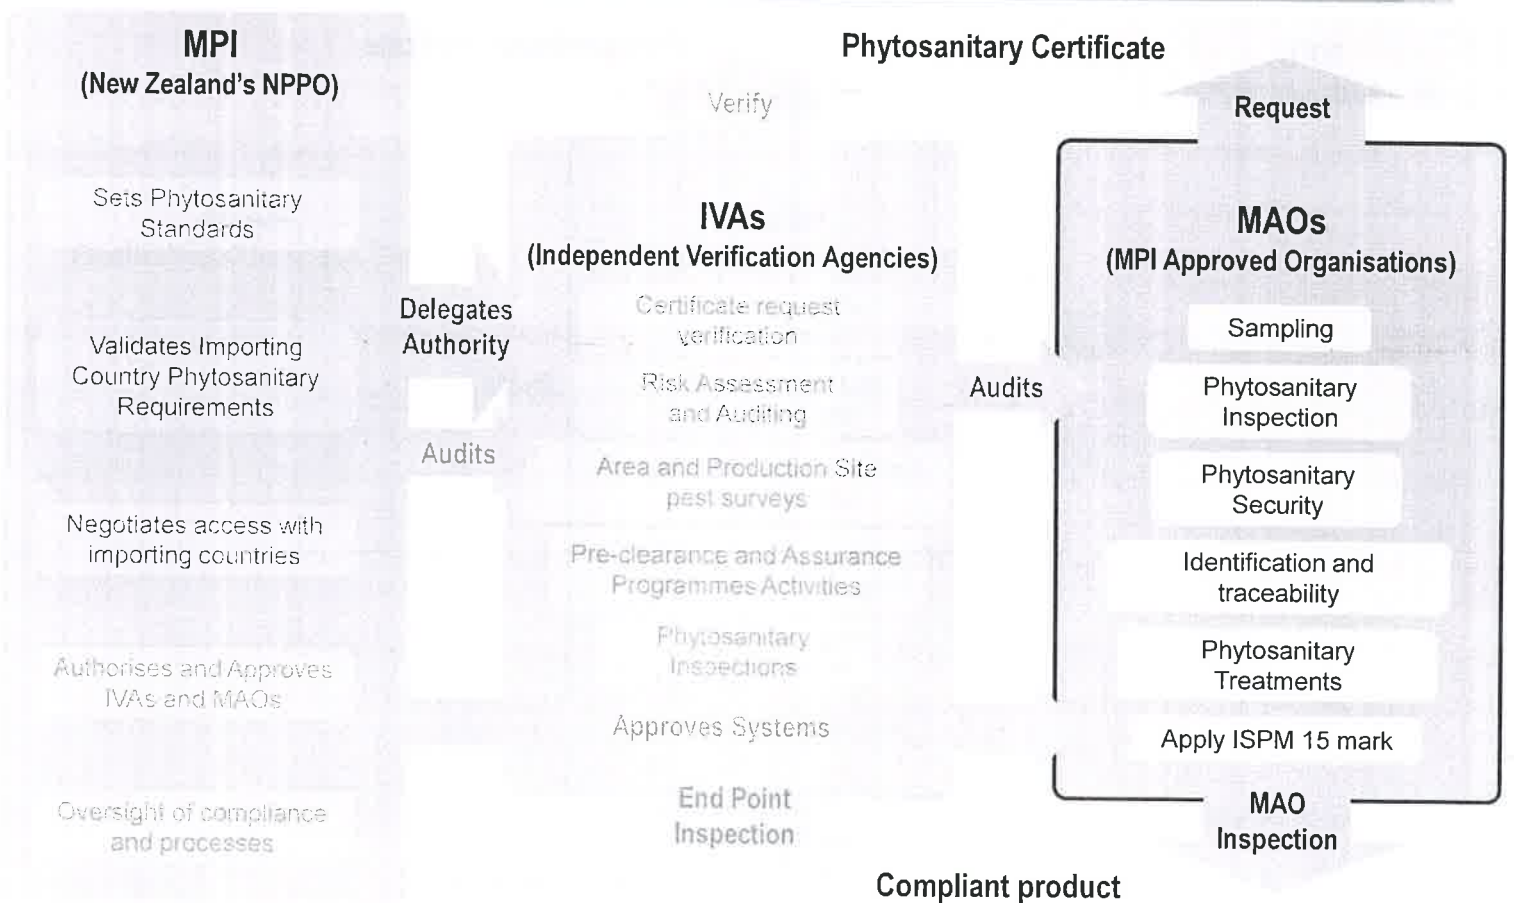 MPI
(New Zealand's NPPO)
Sets Phytosanitary
Standards
Validates Importing
Country Phytosanitary
Requirements
Negotiates access with
importing countries
Authorises and Approves
IVAs and MAOs
Oversight of compliance
and processes
Delegates
Authority
Audits
Phytosanitary Certificate
Verify
IVAs
(Independent Verification Agencies)
Certificate request
verification
Risk Assessment
and Auditing
Area and Production Site
pest surveys
Pre-clearance and Assurance
Programmes Activities
Phytosanitary
Inspections
Approves Systems
End Point
Inspection
Audits
Request
MAOs
(MPI Approved Organisations)
Sampling
Phytosanitary
Inspection
Phytosanitary
Security
Identification and
traceability
Phytosanitary
Treatments
Apply ISPM 15 mark
MAO
Inspection
Compliant product